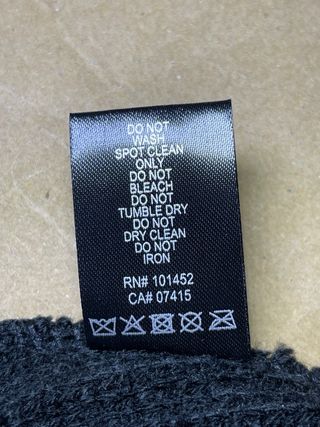 DO NOT
WASH
SPOT CLEAN
ONLY
DO NOT
BLEACH
DO NOT
TUMBLE DRY
DO NOT
DRY CLEAN
DO NOT
IRON
RN# 101452
CA# 07415